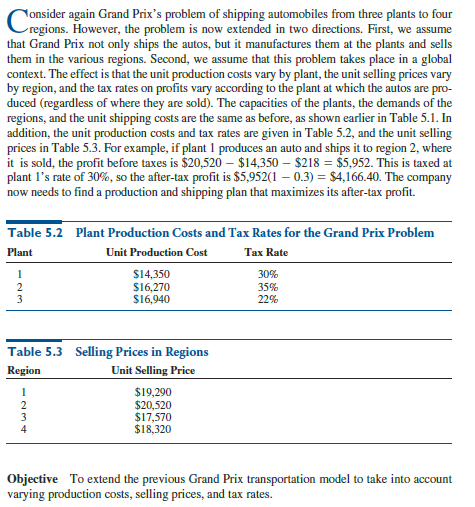 Consider again Grand Prix's problem of shipping automobiles from three plants to four
regions. However, the problem is now extended in two directions. First, we assume
that Grand Prix not only ships the autos, but it manufactures them at the plants and sells
them in the various regions. Second, we assume that this problem takes place in a global
context. The effect is that the unit production costs vary by plant, the unit selling prices vary
by region, and the tax rates on profits vary according to the plant at which the autos are pro-
duced (regardless of where they are sold). The capacities of the plants, the demands of the
regions, and the unit shipping costs are the same as before, as shown earlier in Table 5.1. In
addition, the unit production costs and tax rates are given in Table 5.2, and the unit selling
prices in Table 5.3. For example, if plant 1 produces an auto and ships it to region 2, where
it is sold, the profit before taxes is $20,520 − $14,350 − $218 = $5,952. This is taxed at
plant 1's rate of 30%, so the after-tax profit is $5,952(1 − 0.3) = $4,166.40. The company
now needs to find a production and shipping plan that maximizes its after-tax profit.
Table 5.2 Plant Production Costs and Tax Rates for the Grand Prix Problem
Plant Unit Production Cost Tax Rate
1 $14,350 30%
2 $16,270 35%
3 $16,940 22%
Table 5.3 Selling Prices in Regions
Region Unit Selling Price
1 $19,290
2 $20,520
3 $17,570
4 $18,320
Objective To extend the previous Grand Prix transportation model to take into account
varying production costs, selling prices, and tax rates.